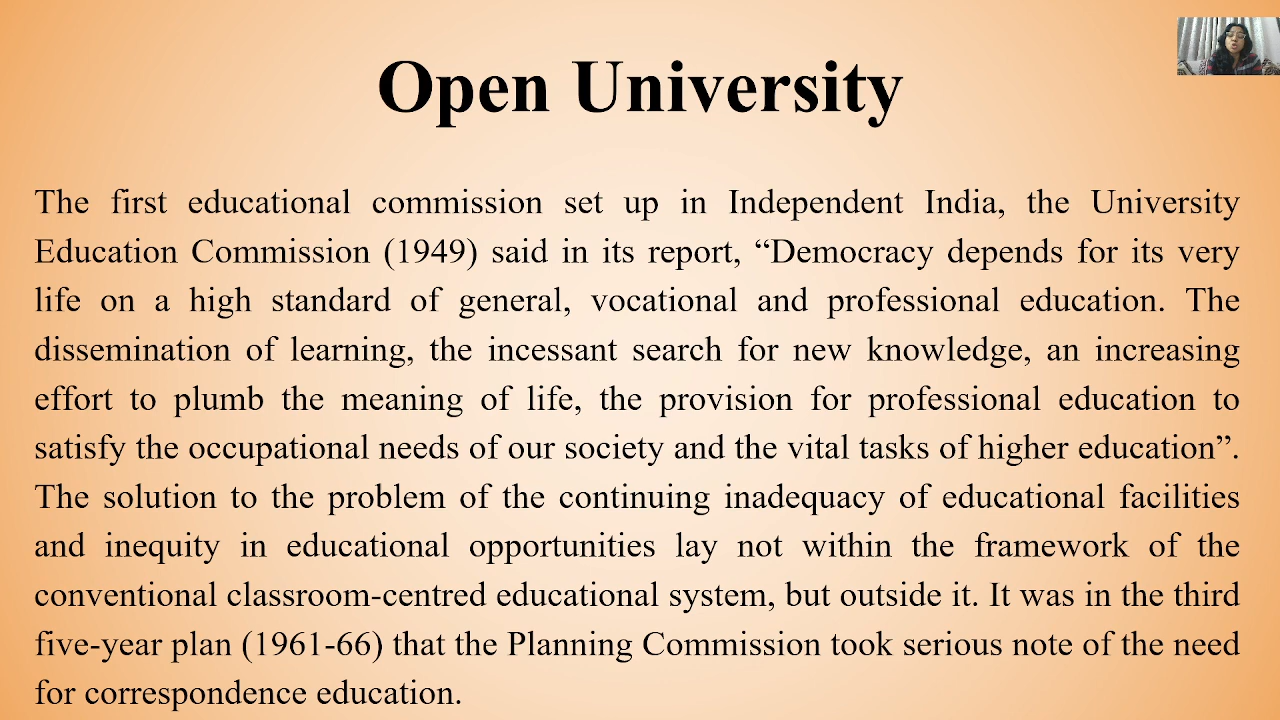 Open University
The first educational commission set up in Independent India, the University
Education Commission (1949) said in its report, “Democracy depends for its very
life on a high standard of general, vocational and professional education. The
dissemination of learning, the incessant search for new knowledge, an increasing
effort to plumb the meaning of life, the provision for professional education to
satisfy the occupational needs of our society and the vital tasks of higher education”.
The solution to the problem of the continuing inadequacy of educational facilities
and inequity in educational opportunities lay not within the framework of the
conventional classroom-centred educational system, but outside it. It was in the third
five-year plan (1961-66) that the Planning Commission took serious note of the need
for correspondence education.